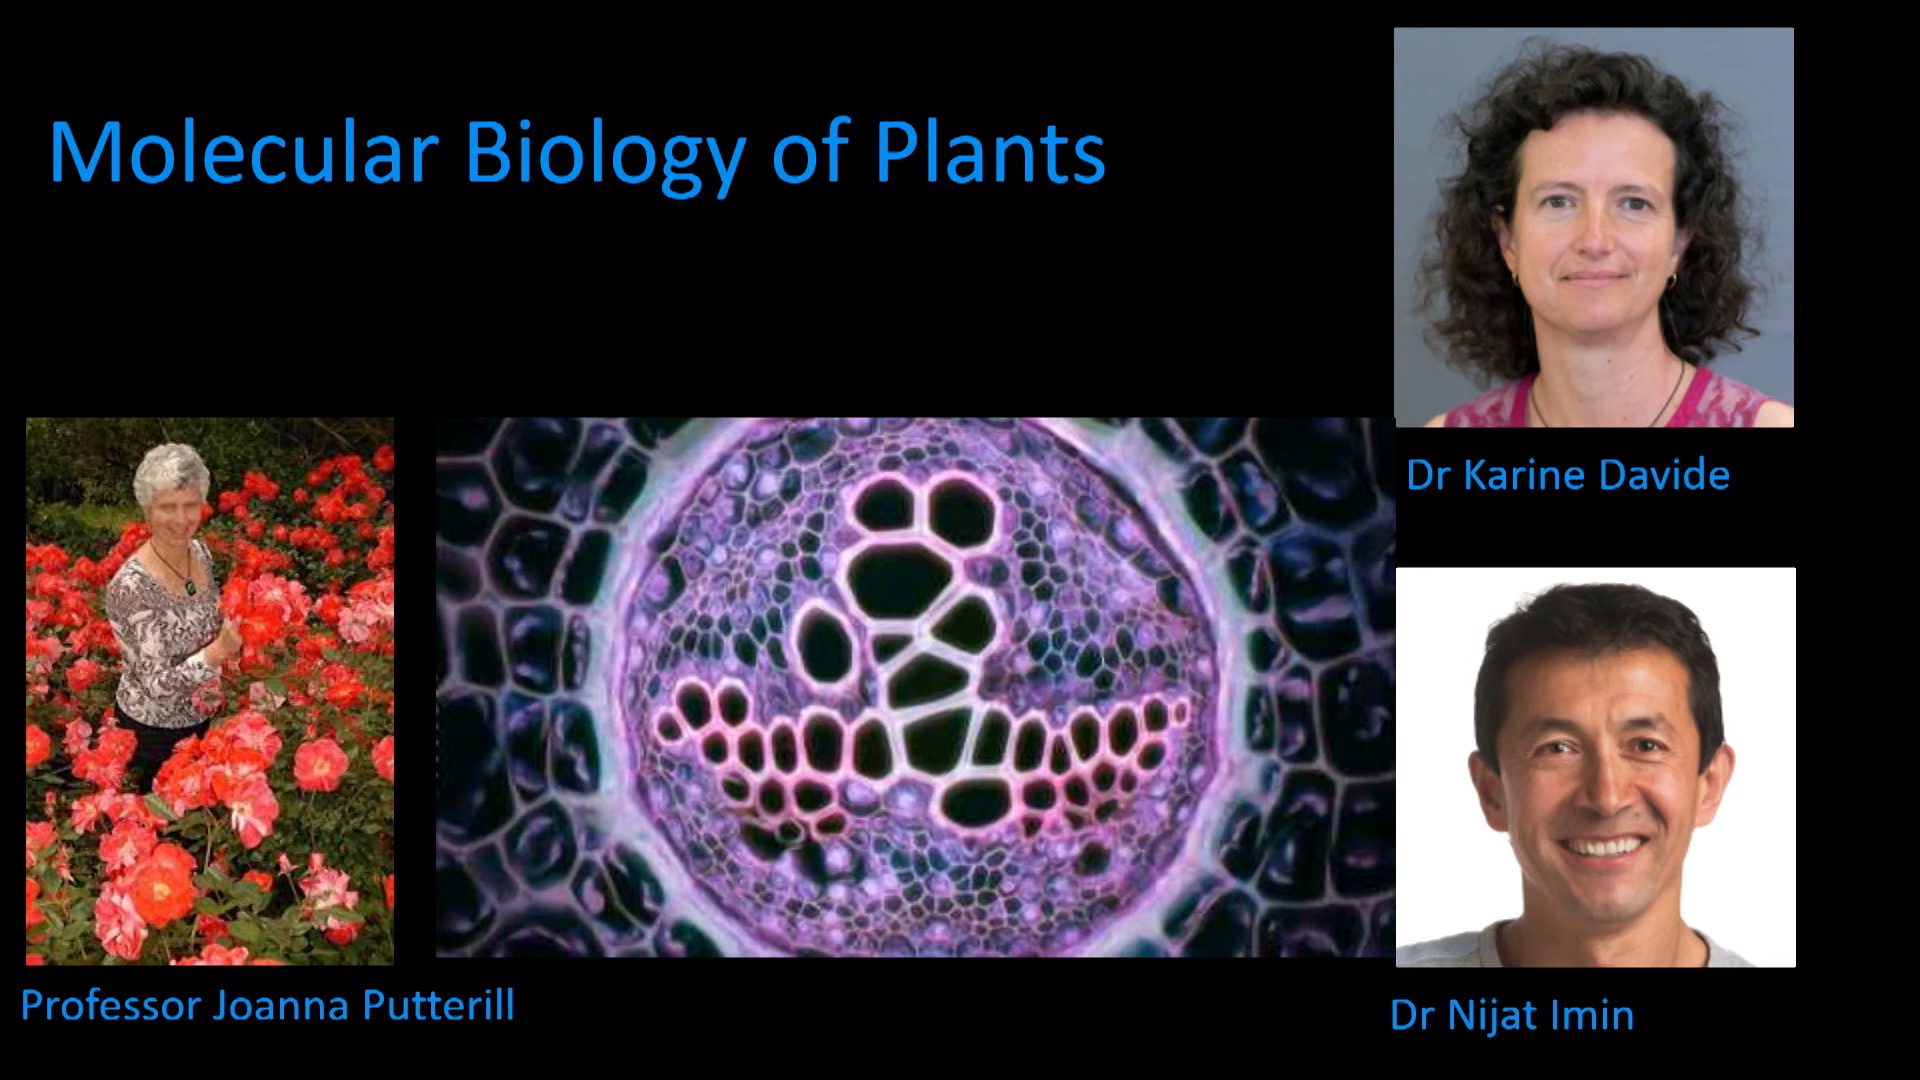 Molecular Biology of Plants
Dr Karine Davide
Professor Joanna Putterill
Dr Nijat Imin